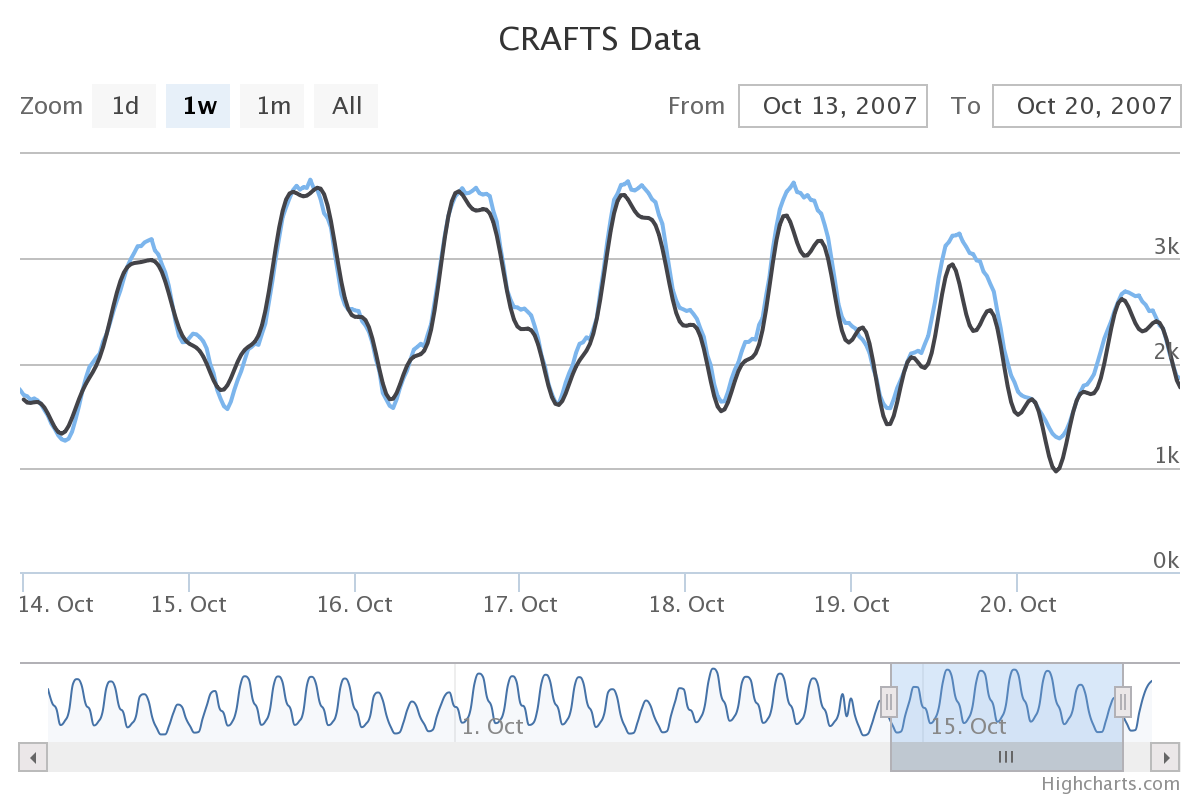 CRAFTS Data
Zoom 1d 1w 1m All From Oct 13, 2007 To Oct 20, 2007
3k
2k
1k
0k
14. Oct 15. Oct 16. Oct 17. Oct 18. Oct 19. Oct 20. Oct
1. Oct 15. Oct
Highcharts.com